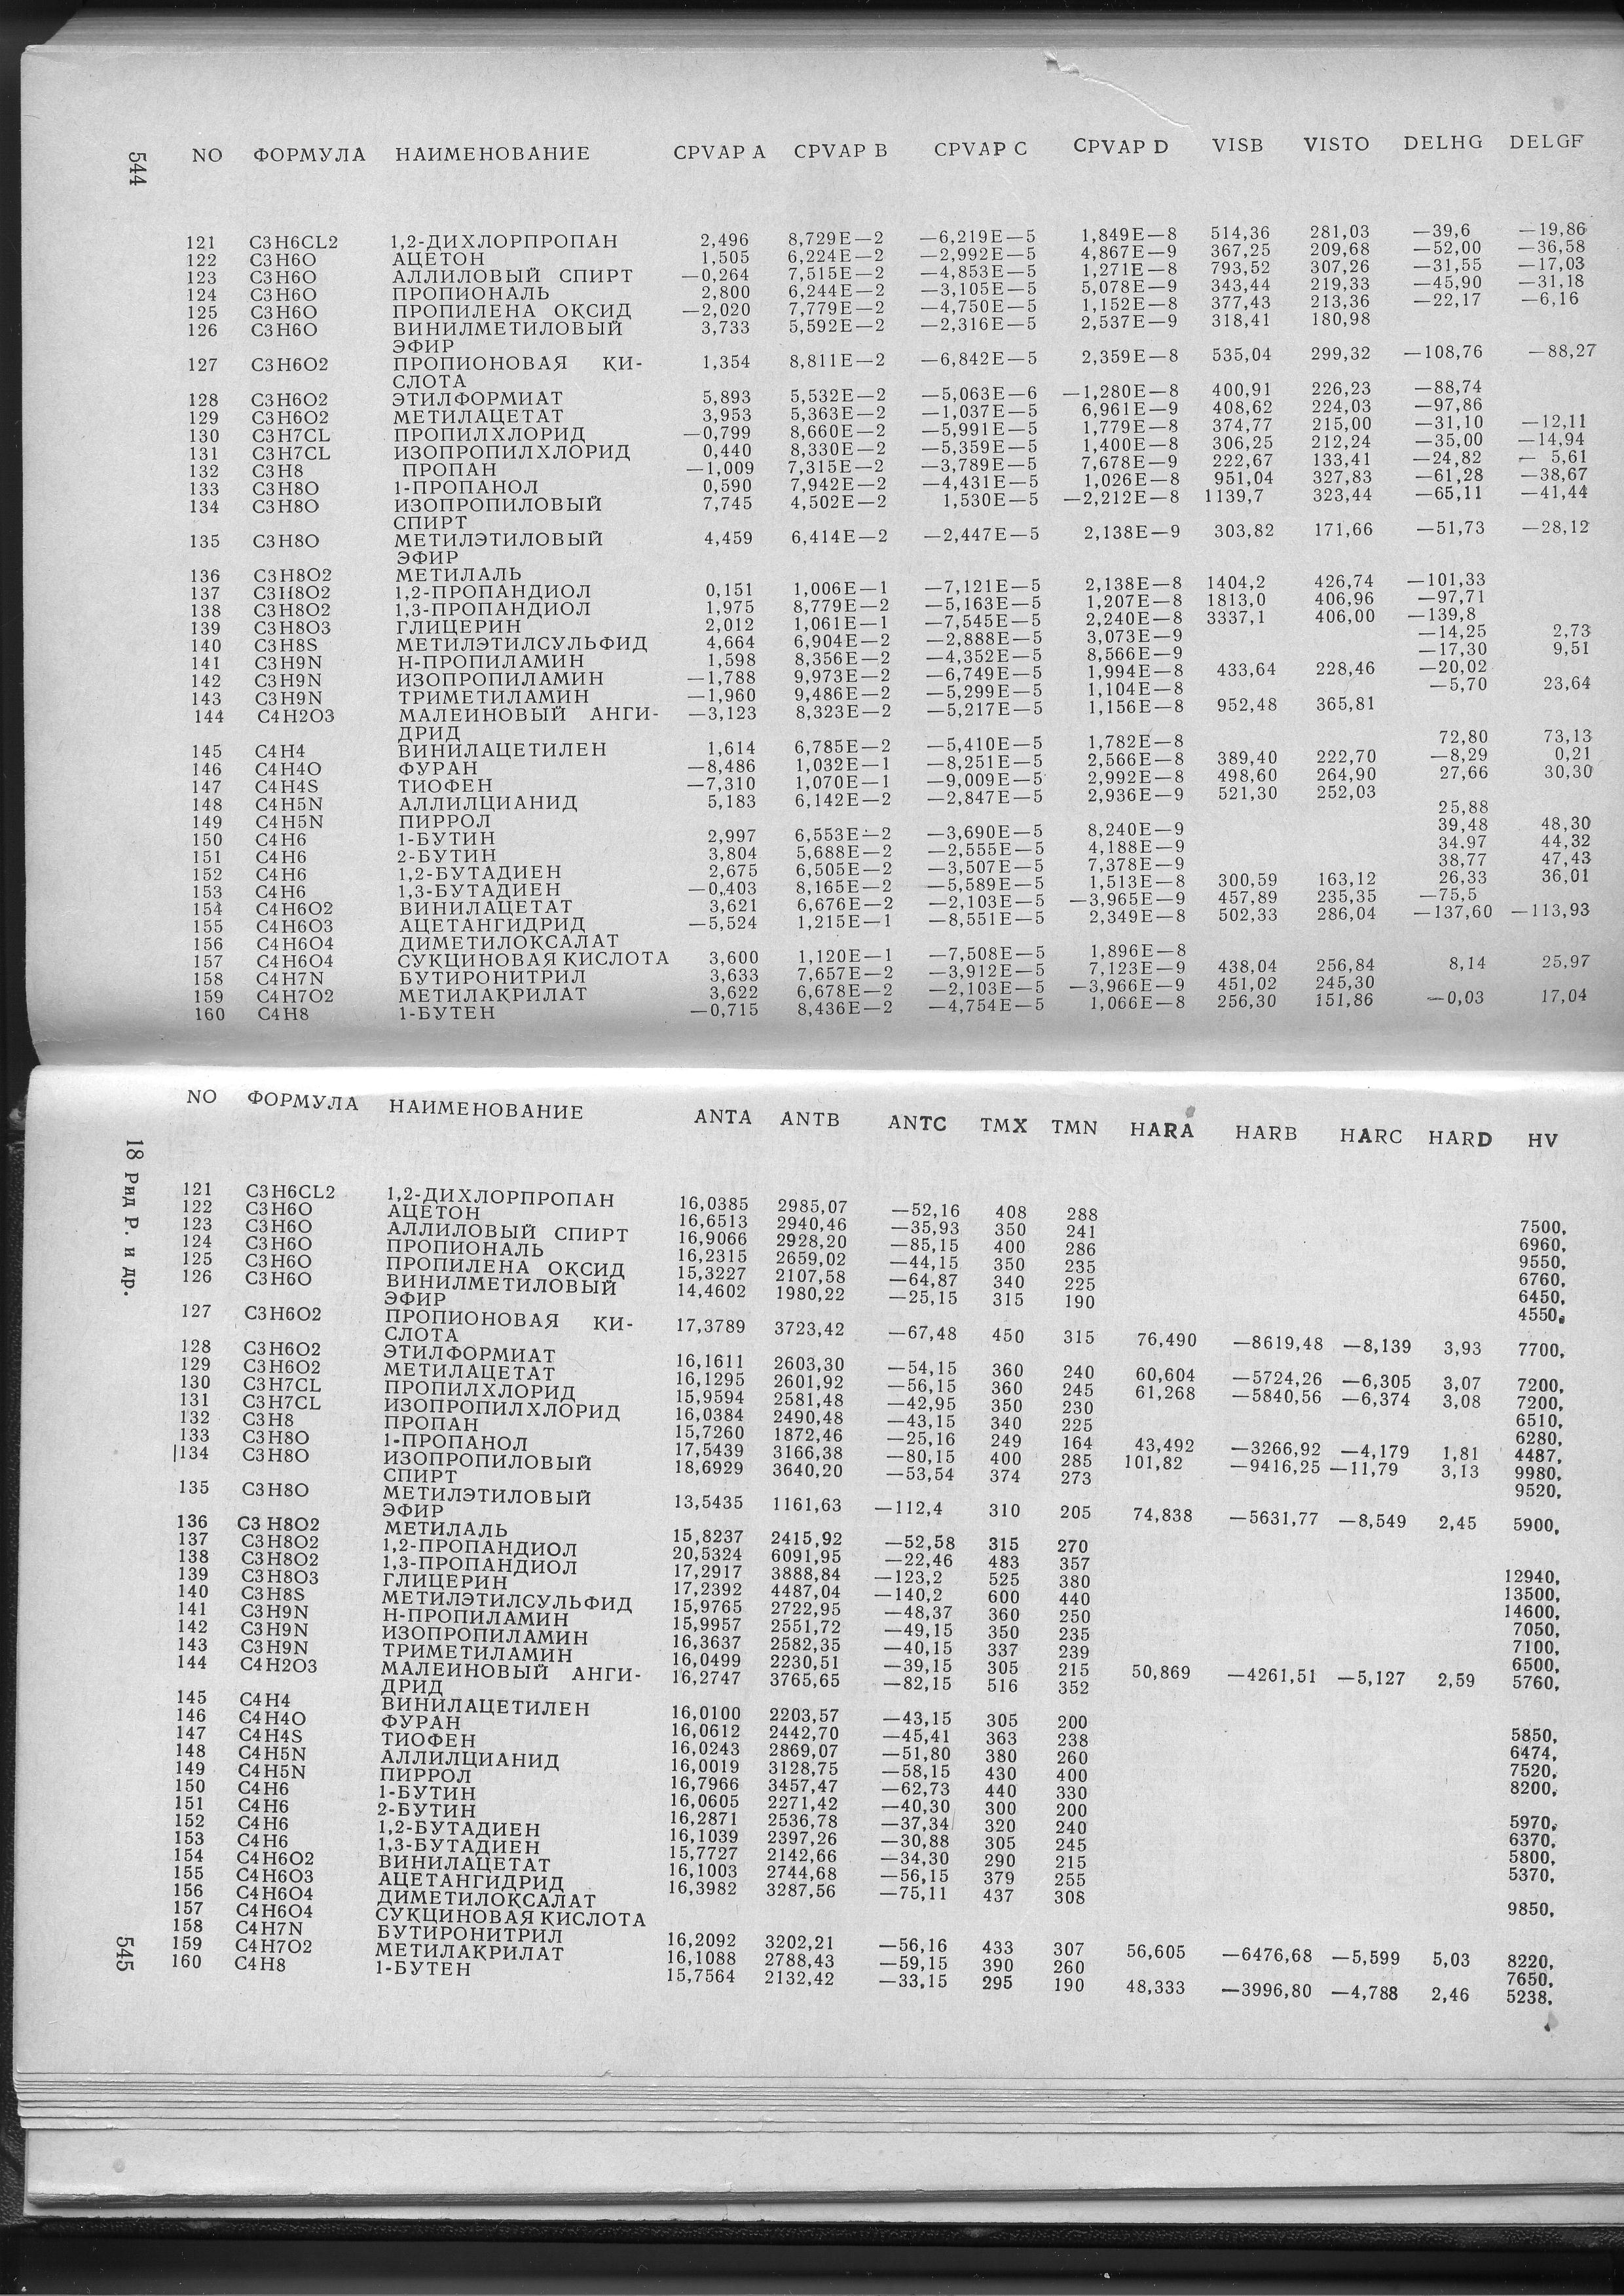 544
NO ФОРМУЛА НАИМЕНОВАНИЕ CPVAP A CPVAP B CPVAP C CPVAP D VISB VISTO DELHG DELGF
121 C3H6CL2 1,2-ДИХЛОРПРОПАН 2,496 8,729E—2 —6,219E—5 1,849E—8 514,36 281,03 —39,6 —19,86
122 C3H6O АЦЕТОН 1,505 6,224E—2 —2,992E—5 4,867E—9 367,25 209,68 —52,00 —36,58
123 C3H6O АЛЛИЛОВЫЙ СПИРТ —0,264 7,515E—2 —4,853E—5 1,271E—8 793,52 307,26 —31,55 —17,03
124 C3H6O ПРОПИОНАЛЬ 2,800 6,244E—2 —3,105E—5 5,078E—9 343,44 219,33 —45,90 —31,18
125 C3H6O ПРОПИЛЕНА ОКСИД —2,020 7,779E—2 —4,750E—5 1,152E—8 377,43 213,36 —22,17 —6,16
126 C3H6O ВИНИЛМЕТИЛОВЫЙ 3,733 5,592E—2 —2,316E—5 2,537E—9 318,41 180,98
ЭФИР
127 C3H6O2 ПРОПИОНОВАЯ КИ- 1,354 8,811E—2 —6,842E—5 2,359E—8 535,04 299,32 —108,76 —88,27
СЛОТА
128 C3H6O2 ЭТИЛФОРМИАТ 5,893 5,532E—2 —5,063E—6 —1,280E—8 400,91 226,23 —88,74
129 C3H6O2 МЕТИЛАЦЕТАТ 3,953 5,363E—2 —1,037E—5 6,961E—9 408,62 224,03 —97,86
130 C3H7CL ПРОПИЛХЛОРИД —0,799 8,660E—2 —5,991E—5 1,779E—8 374,77 215,00 —31,10 —12,11
131 C3H7CL ИЗОПРОПИЛХЛОРИД 0,440 8,330E—2 —5,359E—5 1,400E—8 306,25 212,24 —35,00 —14,94
132 C3H8 ПРОПАН —1,009 7,315E—2 —3,789E—5 7,678E—9 222,67 133,41 —24,82 — 5,61
133 C3H8O 1-ПРОПАНОЛ 0,590 7,942E—2 —4,431E—5 1,026E—8 951,04 327,83 —61,28 —38,67
134 C3H8O ИЗОПРОПИЛОВЫЙ 7,745 4,502E—2 1,530E—5 —2,212E—8 1139,7 323,44 —65,11 —41,44
СПИРТ
135 C3H8O МЕТИЛЭТИЛОВЫЙ 4,459 6,414E—2 —2,447E—5 2,138E—9 303,82 171,66 —51,73 —28,12
ЭФИР
136 C3H8O2 МЕТИЛАЛЬ
137 C3H8O2 1,2-ПРОПАНДИОЛ 0,151 1,006E—1 —7,121E—5 2,138E—8 1404,2 426,74 —101,33
138 C3H8O2 1,3-ПРОПАНДИОЛ 1,975 8,779E—2 —5,163E—5 1,207E—8 1813,0 406,96 —97,71
139 C3H8O3 ГЛИЦЕРИН 2,012 1,061E—1 —7,545E—5 2,240E—8 3337,1 406,00 —139,8
140 C3H8S МЕТИЛЭТИЛСУЛЬФИД 4,664 6,904E—2 —2,888E—5 3,073E—9 —14,25 2,73
141 C3H9N Н-ПРОПИЛАМИН 1,598 8,356E—2 —4,352E—5 8,566E—9 —17,30 9,51
142 C3H9N ИЗОПРОПИЛАМИН —1,788 9,973E—2 —6,749E—5 1,994E—8 433,64 228,46 —20,02
143 C3H9N ТРИМЕТИЛАМИН —1,960 9,486E—2 —5,299E—5 1,104E—8 —5,70 23,64
144 C4H2O3 МАЛЕИНОВЫЙ АНГИ- —3,123 8,323E—2 —5,217E—5 1,156E—8 952,48 365,81
ДРИД
145 C4H4 ВИНИЛАЦЕТИЛЕН 1,614 6,785E—2 —5,410E—5 1,782E—8 72,80 73,13
146 C4H4O ФУРАН —8,486 1,032E—1 —8,251E—5 2,566E—8 389,40 222,70 —8,29 0,21
147 C4H4S ТИОФЕН —7,310 1,070E—1 —9,009E—5 2,992E—8 498,60 264,90 27,66 30,30
148 C4H5N АЛЛИЛЦИАНИД 5,183 6,142E—2 —2,847E—5 2,936E—9 521,30 252,03
149 C4H5N ПИРРОЛ 25,88
150 C4H6 1-БУТИН 2,997 6,553E—2 —3,690E—5 8,240E—9 39,48 48,30
151 C4H6 2-БУТИН 3,804 5,688E—2 —2,555E—5 4,188E—9 34.97 44,32
152 C4H6 1,2-БУТАДИЕН 2,675 6,505E—2 —3,507E—5 7,378E—9 38,77 47,43
153 C4H6 1,3-БУТАДИЕН —0,403 8,165E—2 —5,589E—5 1,513E—8 300,59 163,12 26,33 36,01
154 C4H6O2 ВИНИЛАЦЕТАТ 3,621 6,676E—2 —2,103E—5 —3,965E—9 457,89 235,35 —75,5
155 C4H6O3 АЦЕТАНГИДРИД —5,524 1,215E—1 —8,551E—5 2,349E—8 502,33 286,04 —137,60 —113,93
156 C4H6O4 ДИМЕТИЛОКСАЛАТ
157 C4H6O4 СУКЦИНОВАЯ КИСЛОТА 3,600 1,120E—1 —7,508E—5 1,896E—8
158 C4H7N БУТИРОНИТРИЛ 3,633 7,657E—2 —3,912E—5 7,123E—9 438,04 256,84 8,14 25,97
159 C4H7O2 МЕТИЛАКРИЛАТ 3,622 6,678E—2 —2,103E—5 —3,966E—9 451,02 245,30
160 C4H8 1-БУТЕН —0,715 8,436E—2 —4,754E—5 1,066E—8 256,30 151,86 —0,03 17,04
NO ФОРМУЛА НАИМЕНОВАНИЕ ANTA ANTB ANTC TMX TMN HARA HARB HARC HARD HV
121 C3H6CL2 1,2-ДИХЛОРПРОПАН 16,0385 2985,07 —52,16 408 288 7500,
122 C3H6O АЦЕТОН 16,6513 2940,46 —35,93 350 241 6960,
123 C3H6O АЛЛИЛОВЫЙ СПИРТ 16,9066 2928,20 —85,15 400 286 9550,
124 C3H6O ПРОПИОНАЛЬ 16,2315 2659,02 —44,15 350 235 6760,
125 C3H6O ПРОПИЛЕНА ОКСИД 15,3227 2107,58 —64,87 340 225 6450,
126 C3H6O ВИНИЛМЕТИЛОВЫЙ 14,4602 1980,22 —25,15 315 190 4550,
ЭФИР
127 C3H6O2 ПРОПИОНОВАЯ КИ- 17,3789 3723,42 —67,48 450 315 76,490 —8619,48 —8,139 3,93 7700,
СЛОТА
128 C3H6O2 ЭТИЛФОРМИАТ 16,1611 2603,30 —54,15 360 240 60,604 —5724,26 —6,305 3,07 7200,
129 C3H6O2 МЕТИЛАЦЕТАТ 16,1295 2601,92 —56,15 360 245 61,268 —5840,56 —6,374 3,08 7200,
130 C3H7CL ПРОПИЛХЛОРИД 15,9594 2581,48 —42,95 350 230 6510,
131 C3H7CL ИЗОПРОПИЛХЛОРИД 16,0384 2490,48 —43,15 340 225 6280,
132 C3H8 ПРОПАН 15,7260 1872,46 —25,16 249 164 43,492 —3266,92 —4,179 1,81 4487,
133 C3H8O 1-ПРОПАНОЛ 17,5439 3166,38 —80,15 400 285 101,82 —9416,25 —11,79 3,13 9980,
134 C3H8O ИЗОПРОПИЛОВЫЙ 18,6929 3640,20 —53,54 374 273 9520,
СПИРТ
135 C3H8O МЕТИЛЭТИЛОВЫЙ 13,5435 1161,63 —112,4 310 205 74,838 —5631,77 —8,549 2,45 5900,
ЭФИР
136 C3H8O2 МЕТИЛАЛЬ 15,8237 2415,92 —52,58 315 270
137 C3H8O2 1,2-ПРОПАНДИОЛ 20,5324 6091,95 —22,46 483 357 12940,
138 C3H8O2 1,3-ПРОПАНДИОЛ 17,2917 3888,84 —123,2 525 380 13500,
139 C3H8O3 ГЛИЦЕРИН 17,2392 4487,04 —140,2 600 440 14600,
140 C3H8S МЕТИЛЭТИЛСУЛЬФИД 15,9765 2722,95 —48,37 360 250 7050,
141 C3H9N Н-ПРОПИЛАМИН 15,9957 2551,72 —49,15 350 235 7100,
142 C3H9N ИЗОПРОПИЛАМИН 16,3637 2582,35 —40,15 337 239 6500,
143 C3H9N ТРИМЕТИЛАМИН 16,0499 2230,51 —39,15 305 215 50,869 —4261,51 —5,127 2,59 5760,
144 C4H2O3 МАЛЕИНОВЫЙ АНГИ- 16,2747 3765,65 —82,15 516 352
ДРИД
145 C4H4 ВИНИЛАЦЕТИЛЕН 16,0100 2203,57 —43,15 305 200 5850,
146 C4H4O ФУРАН 16,0612 2442,70 —45,41 363 238 6474,
147 C4H4S ТИОФЕН 16,0243 2869,07 —51,80 380 260 7520,
148 C4H5N АЛЛИЛЦИАНИД 16,0019 3128,75 —58,15 430 400 8200,
149 C4H5N ПИРРОЛ 16,7966 3457,47 —62,73 440 330
150 C4H6 1-БУТИН 16,0605 2271,42 —40,30 300 200 5970,
151 C4H6 2-БУТИН 16,2871 2536,78 —37,34 320 240 6370,
152 C4H6 1,2-БУТАДИЕН 16,1039 2397,26 —30,88 305 245 5800,
153 C4H6 1,3-БУТАДИЕН 15,7727 2142,66 —34,30 290 215 5370,
154 C4H6O2 ВИНИЛАЦЕТАТ 16,1003 2744,68 —56,15 379 255
155 C4H6O3 АЦЕТАНГИДРИД 16,3982 3287,56 —75,11 437 308 9850,
156 C4H6O4 ДИМЕТИЛОКСАЛАТ
157 C4H6O4 СУКЦИНОВАЯ КИСЛОТА
158 C4H7N БУТИРОНИТРИЛ 16,2092 3202,21 —56,16 433 307 56,605 —6476,68 —5,599 5,03 8220,
159 C4H7O2 МЕТИЛАКРИЛАТ 16,1088 2788,43 —59,15 390 260 7650,
160 C4H8 1-БУТЕН 15,7564 2132,42 —33,15 295 190 48,333 —3996,80 —4,788 2,46 5238,
18 Рид Р. и др.
545